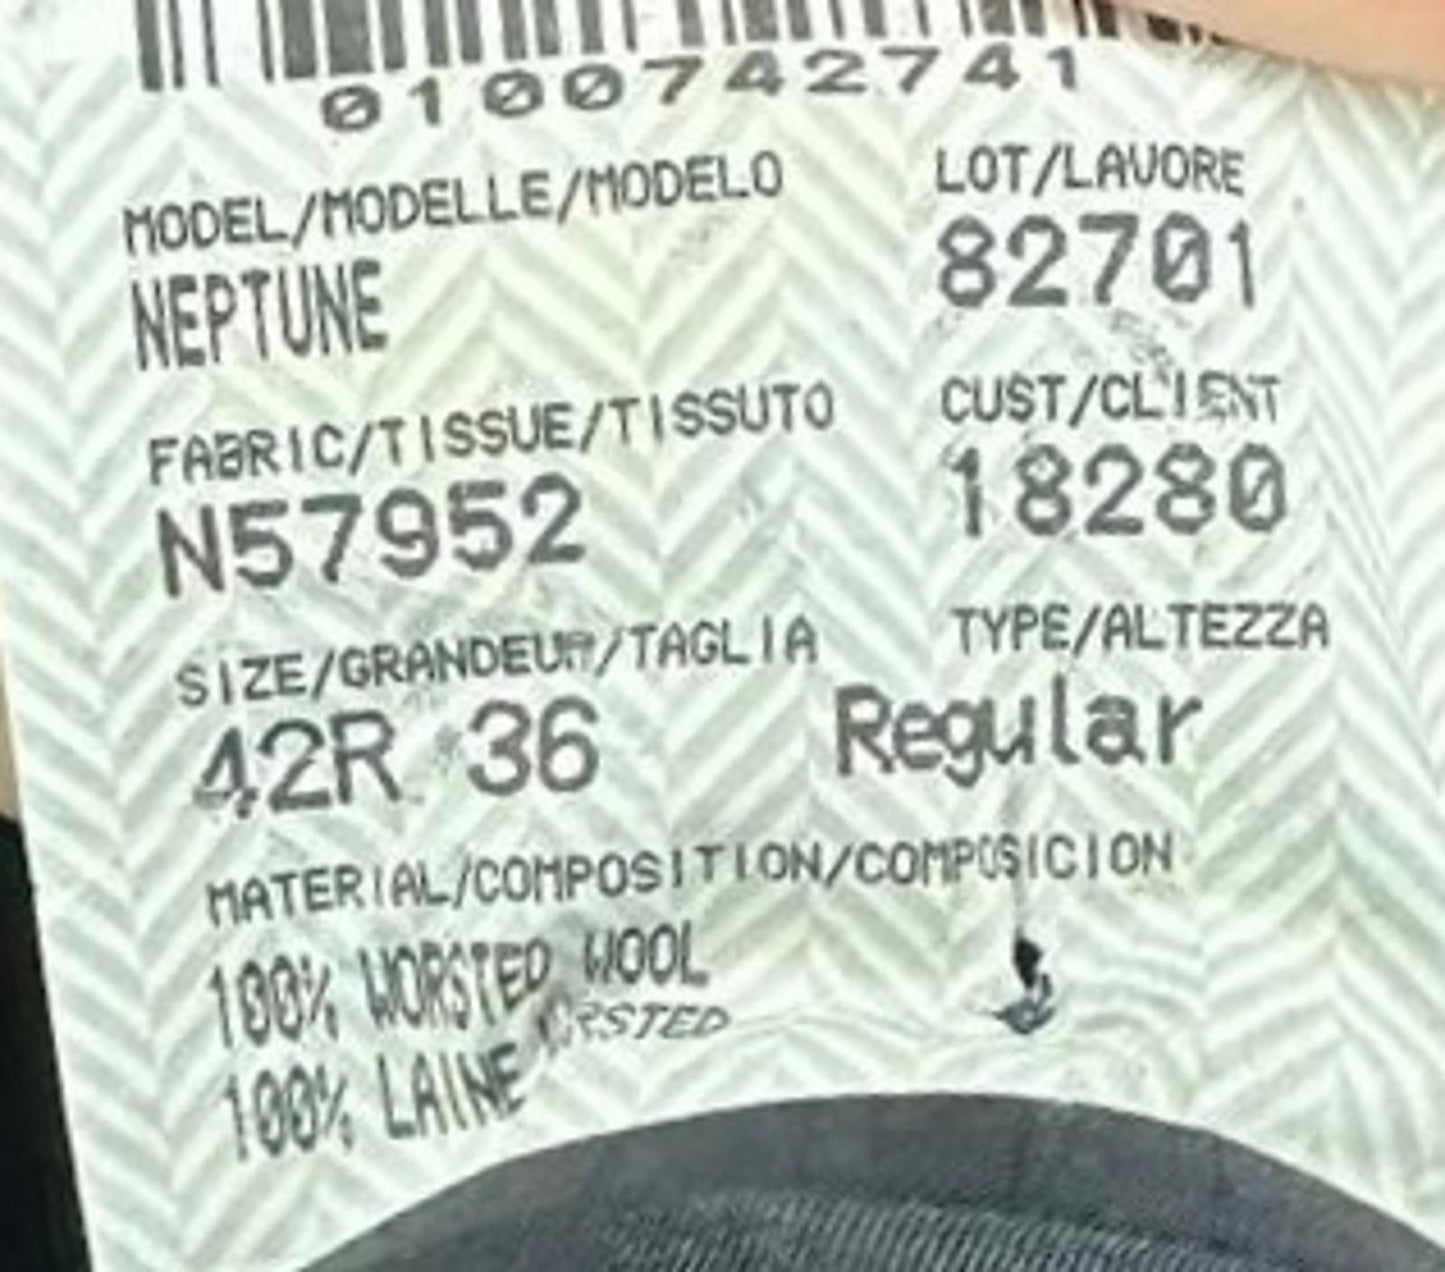 0100742741
MODEL/MODELLE/MODELO
NEPTUNE
LOT/LAVORE
82701
FABRIC/TISSUE/TISSUTO
N57952
CUST/CLIENT
18280
SIZE/GRANDEUR/TAGLIA
42R 36
TYPE/ALTEZZA
Regular
MATERIAL/COMPOSITION/COMPOSICION
100% WORSTED WOOL
100% LAINE WORSTED